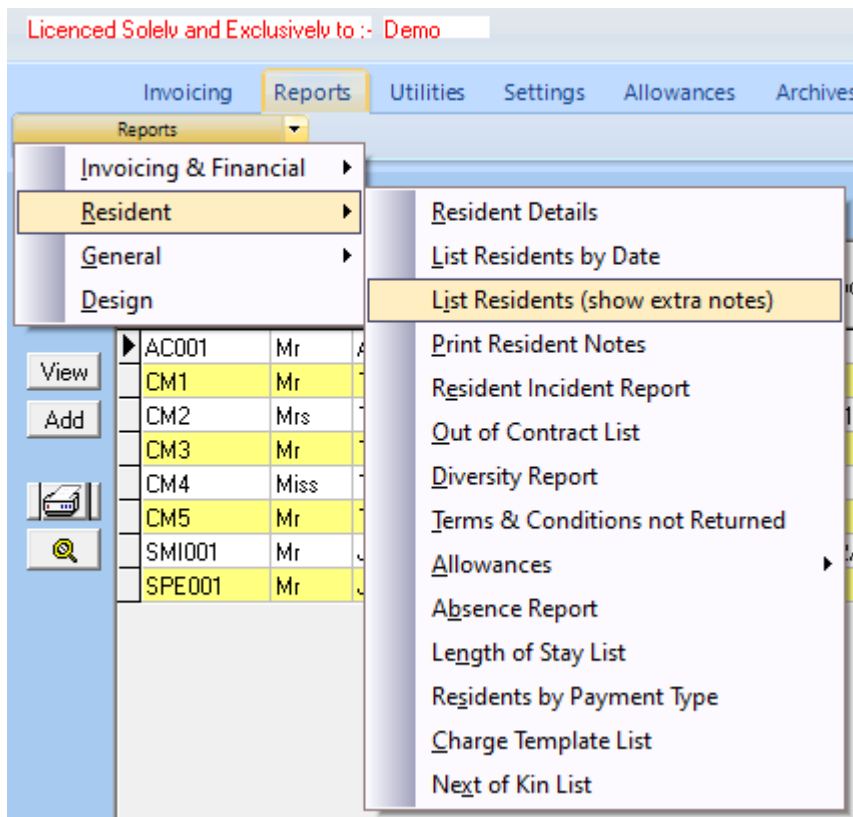 Licenced Solely and Exclusively to :- Demo
Invoicing Reports Utilities Settings Allowances Archives
Reports
Invoicing & Financial
Resident
General
Design
Resident Details
List Residents by Date
List Residents (show extra notes)
Print Resident Notes
Resident Incident Report
Out of Contract List
Diversity Report
Terms & Conditions not Returned
Allowances
Absence Report
Length of Stay List
Residents by Payment Type
Charge Template List
Next of Kin List
View
Add
AC001 Mr
CM1 Mr
CM2 Mrs
CM3 Mr
CM4 Miss
CM5 Mr
SMI001 Mr
SPE001 Mr